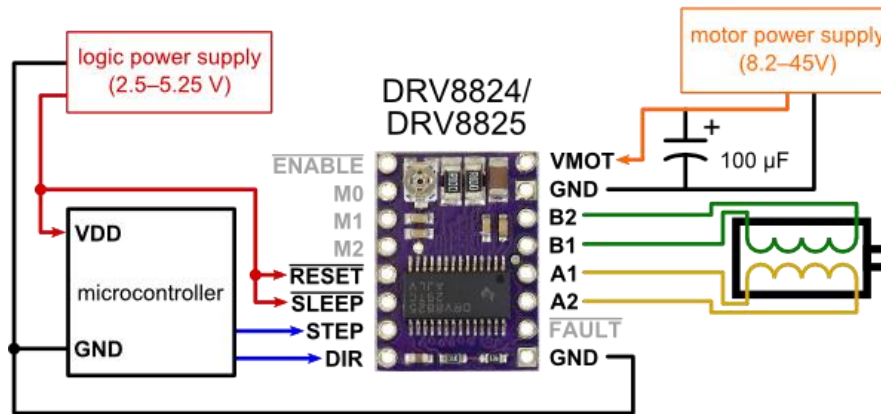 logic power supply
(2.5–5.25 V)
motor power supply
(8.2–45V)
DRV8824/
DRV8825
ENABLE
M0
M1
M2
RESET
SLEEP
STEP
DIR
VMOT
GND
B2
B1
A1
A2
FAULT
GND
+
100 µF
VDD
microcontroller
GND